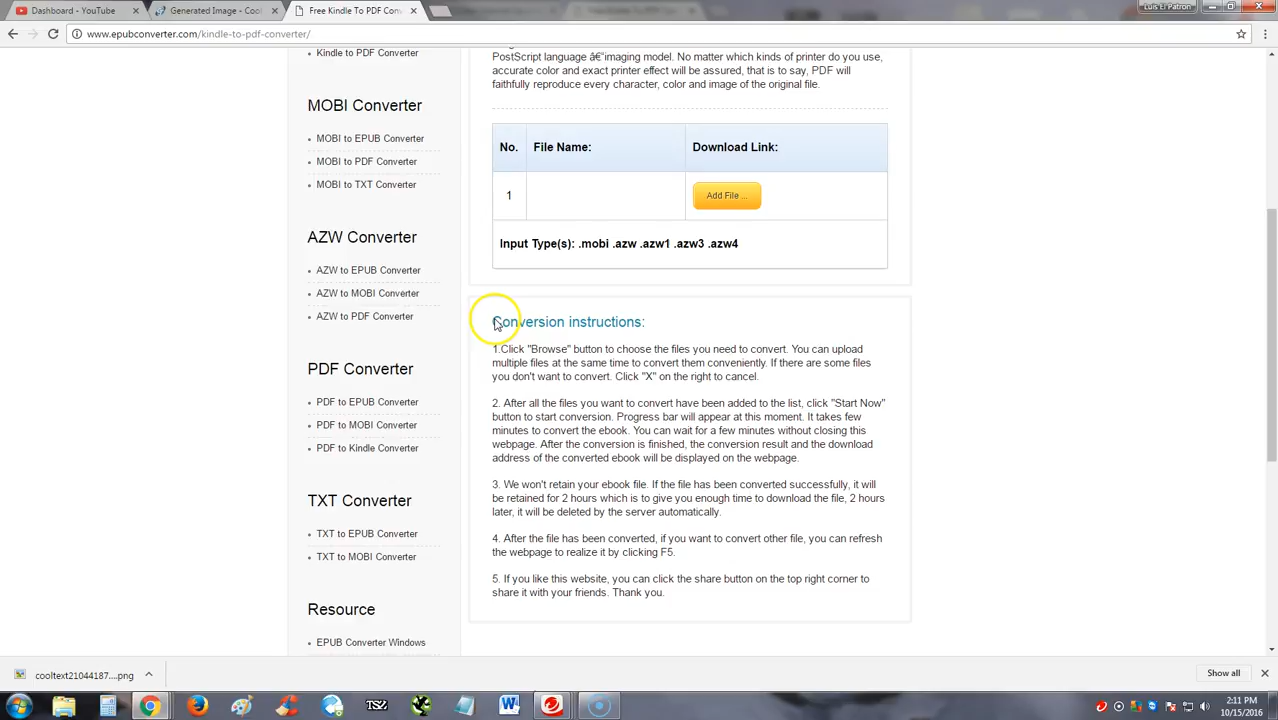 Dashboard - YouTube
Generated Image - Cool
Free Kindle To PDF Conv
Luis El Patron
www.epubconverter.com/kindle-to-pdf-converter/
Kindle to PDF Converter
MOBI Converter
MOBI to EPUB Converter
MOBI to PDF Converter
MOBI to TXT Converter
AZW Converter
AZW to EPUB Converter
AZW to MOBI Converter
AZW to PDF Converter
PDF Converter
PDF to EPUB Converter
PDF to MOBI Converter
PDF to Kindle Converter
TXT Converter
TXT to EPUB Converter
TXT to MOBI Converter
Resource
EPUB Converter Windows
PostScript language â€"imaging model. No matter which kinds of printer do you use,
accurate color and exact printer effect will be assured, that is to say, PDF will
faithfully reproduce every character, color and image of the original file.
No. File Name: Download Link:
1 Add File ...
Input Type(s): .mobi .azw .azw1 .azw3 .azw4
Conversion instructions:
1.Click "Browse" button to choose the files you need to convert. You can upload
multiple files at the same time to convert them conveniently. If there are some files
you don't want to convert. Click "X" on the right to cancel.
2. After all the files you want to convert have been added to the list, click "Start Now"
button to start conversion. Progress bar will appear at this moment. It takes few
minutes to convert the ebook. You can wait for a few minutes without closing this
webpage. After the conversion is finished, the conversion result and the download
address of the converted ebook will be displayed on the webpage.
3. We won't retain your ebook file. If the file has been converted successfully, it will
be retained for 2 hours which is to give you enough time to download the file, 2 hours
later, it will be deleted by the server automatically.
4. After the file has been converted, if you want to convert other file, you can refresh
the webpage to realize it by clicking F5.
5. If you like this website, you can click the share button on the top right corner to
share it with your friends. Thank you.
cooltext21044187....png
Show all
TSZ
2:11 PM
10/15/2016